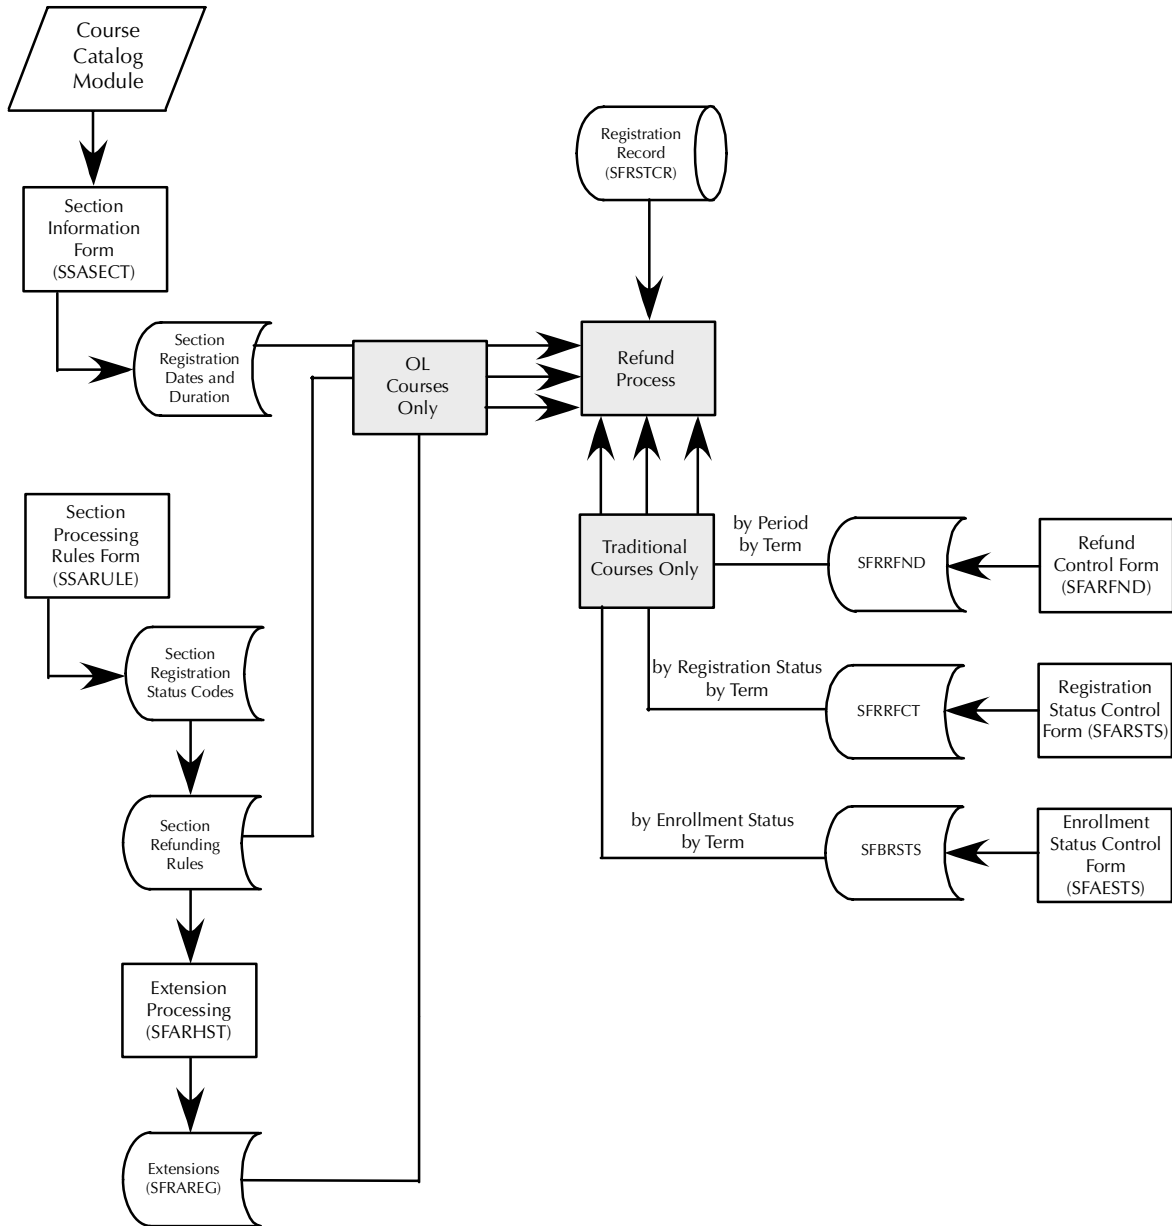 Course
Catalog
Module
Registration
Record
(SFRSTCR)
Section
Information
Form
(SSASECT)
Section
Registration
Dates and
Duration
OL
Courses
Only
Refund
Process
Section
Processing
Rules Form
(SSARULE)
Traditional
Courses Only
by Period
by Term
SFRRFND
Refund
Control Form
(SFARFND)
Section
Registration
Status Codes
by Registration Status
by Term
SFRRFCT
Registration
Status Control
Form (SFARSTS)
Section
Refunding
Rules
by Enrollment Status
by Term
SFBRSTS
Enrollment
Status Control
Form
(SFAESTS)
Extension
Processing
(SFARHST)
Extensions
(SFRAREG)